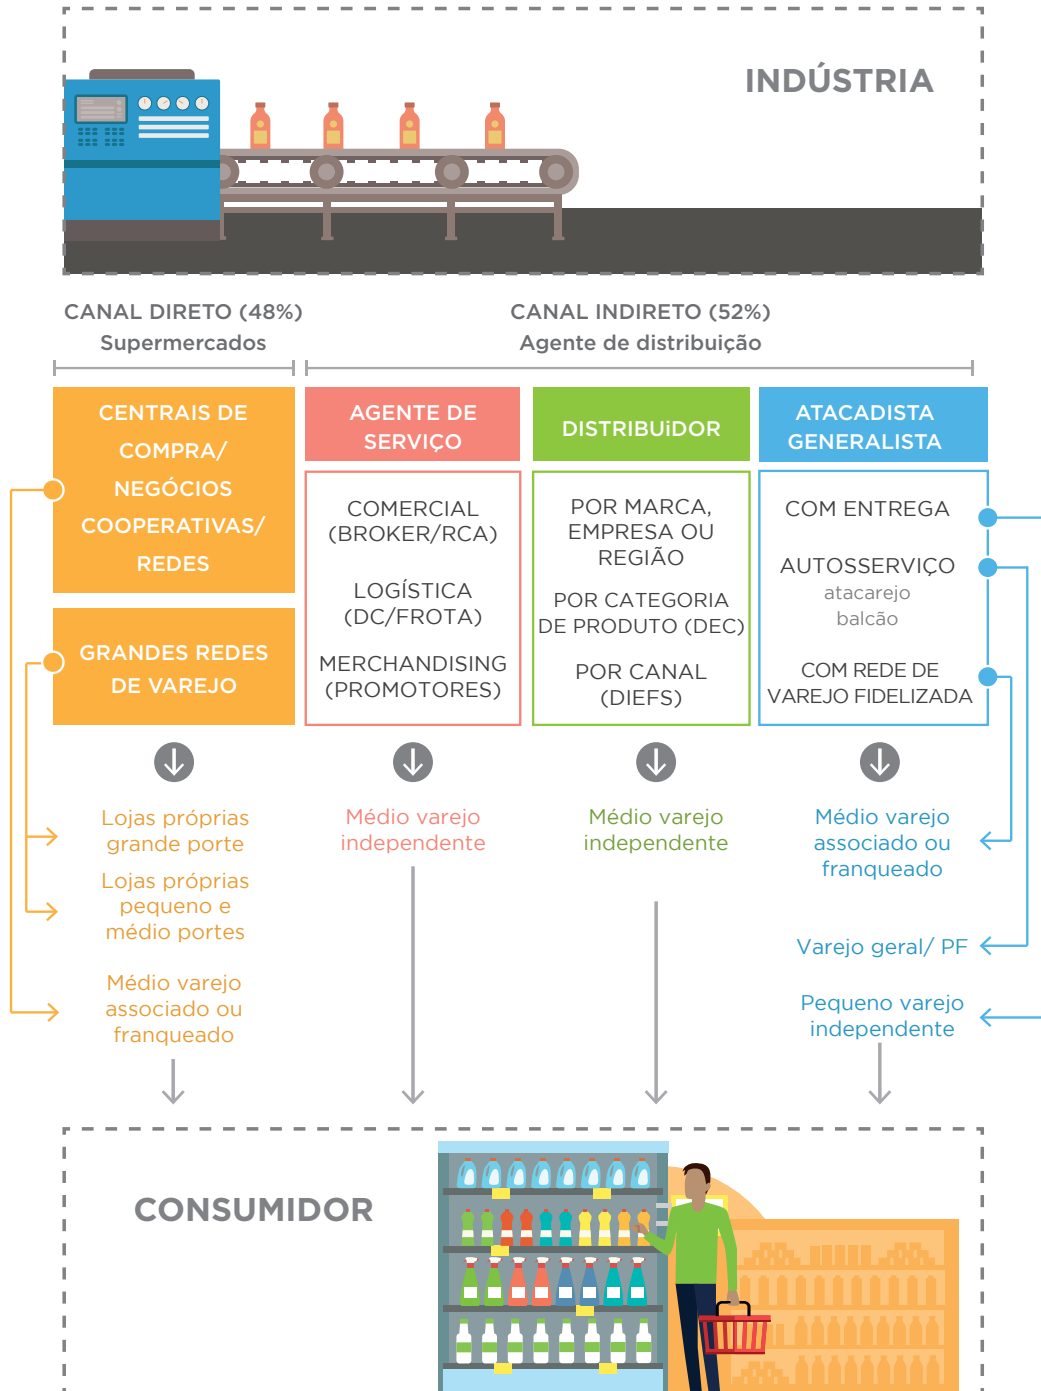 INDÚSTRIA
CANAL DIRETO (48%)
Supermercados
CANAL INDIRETO (52%)
Agente de distribuição
CENTRAIS DE
COMPRA/
NEGÓCIOS
COOPERATIVAS/
REDES
GRANDES REDES
DE VAREJO
AGENTE DE
SERVIÇO
COMERCIAL
(BROKER/RCA)
LOGÍSTICA
(DC/FROTA)
MERCHANDISING
(PROMOTORES)
DISTRIBUiDOR
POR MARCA,
EMPRESA OU
REGIÃO
POR CATEGORIA
DE PRODUTO (DEC)
POR CANAL
(DIEFS)
ATACADISTA
GENERALISTA
COM ENTREGA
AUTOSSERVIÇO
atacarejo
balcão
COM REDE DE
VAREJO FIDELIZADA
Lojas próprias
grande porte
Lojas próprias
pequeno e
médio portes
Médio varejo
associado ou
franqueado
Médio varejo
independente
Médio varejo
independente
Médio varejo
associado ou
franqueado
Varejo geral/ PF
Pequeno varejo
independente
CONSUMIDOR